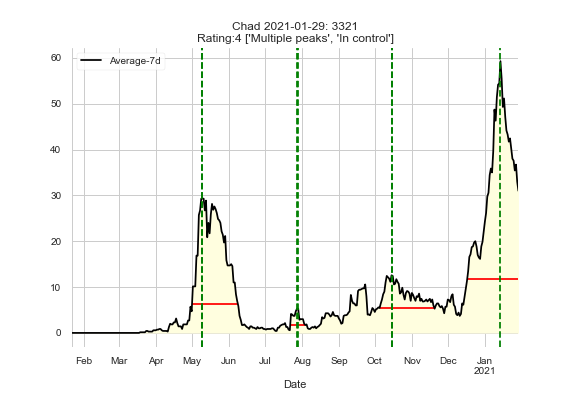 Chad 2021-01-29: 3321
Rating:4 ['Multiple peaks', 'In control']
Average-7d
60
50
40
30
20
10
0
Feb Mar Apr May Jun Jul Aug Sep Oct Nov Dec Jan
2021
Date